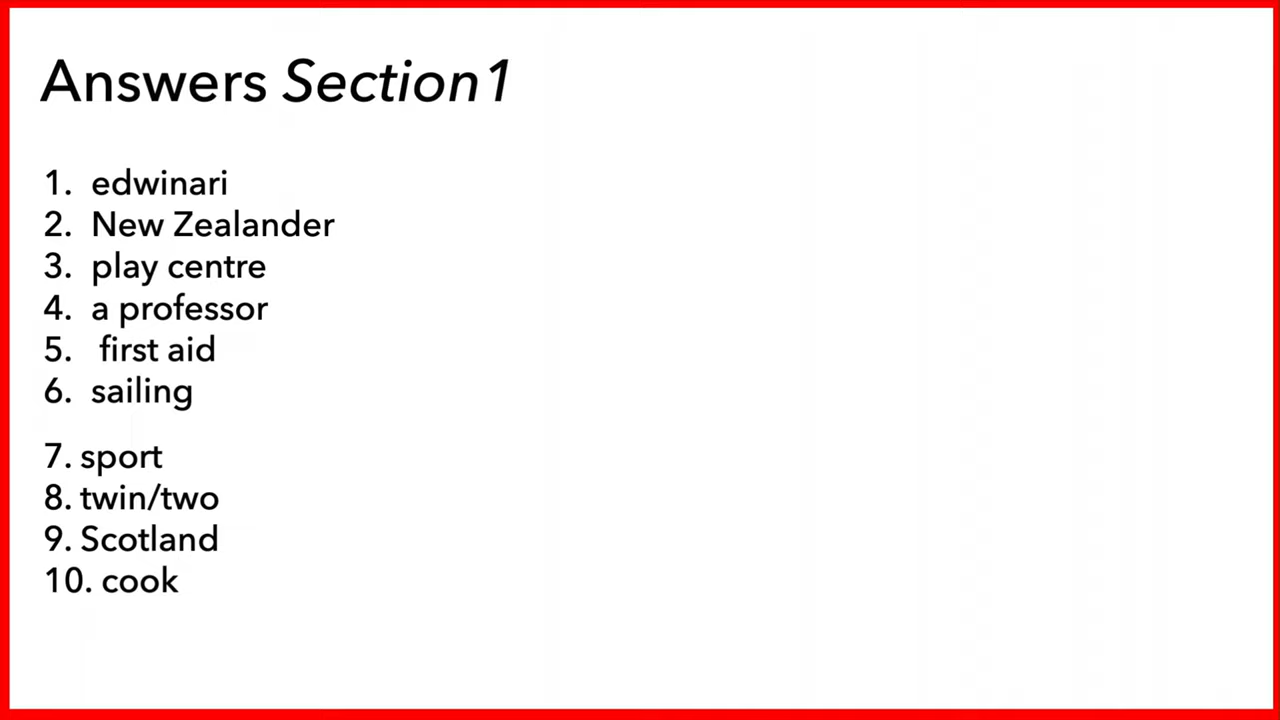 Answers Section1
1. edwinari
2. New Zealander
3. play centre
4. a professor
5. first aid
6. sailing
7. sport
8. twin/two
9. Scotland
10. cook